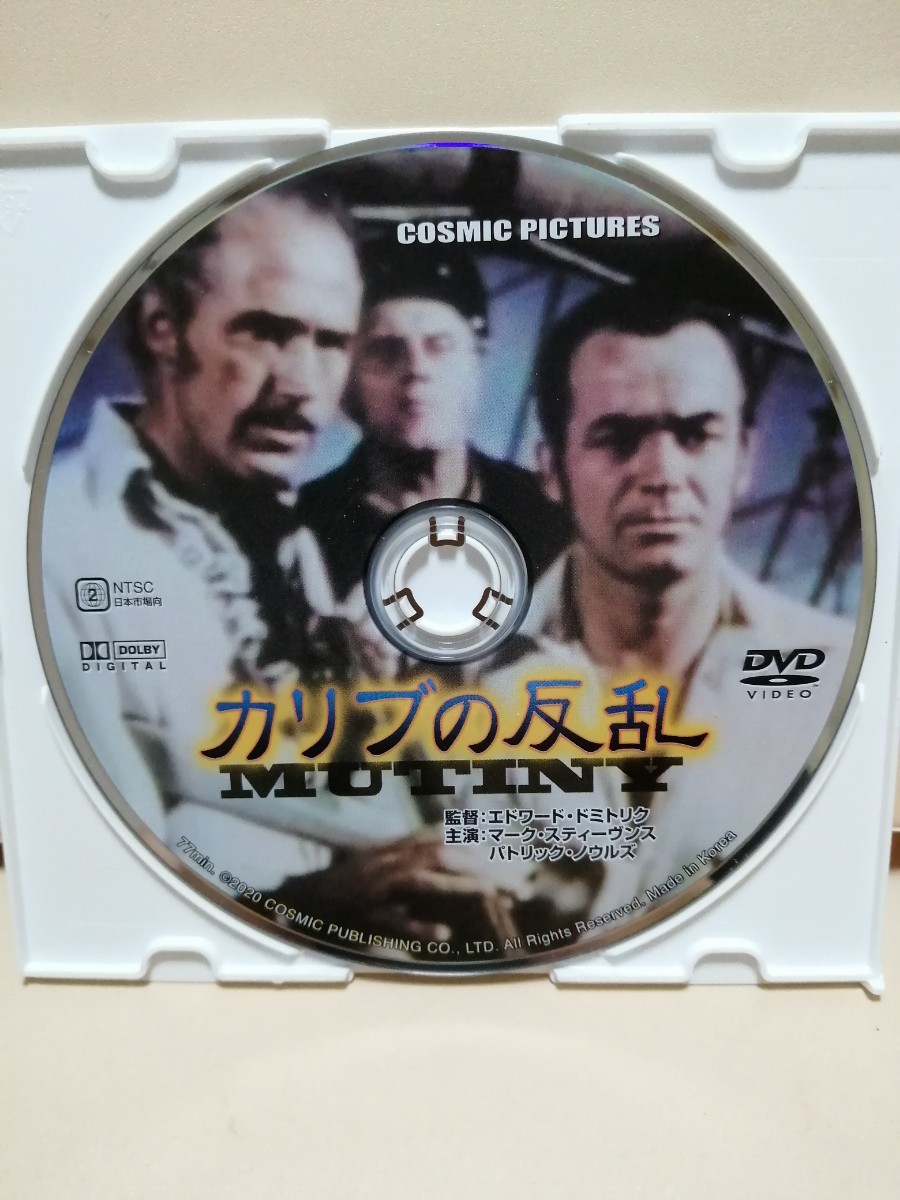 COSMIC PICTURES
2 NTSC
日本市場向
DOLBY
DIGITAL
DVD
VIDEO
カリブの反乱
MUTINY
監督:エドワード・ドミトリク
主演:マーク・スティーヴンス
パトリック・ノウルズ
77min. ©2020 COSMIC PUBLISHING CO., LTD. All Rights Reserved. Made in Korea